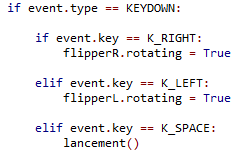 if event.type == KEYDOWN:
if event.key == K_RIGHT:
flipperR.rotating = True
elif event.key == K_LEFT:
flipperL.rotating = True
elif event.key == K_SPACE:
lancement()